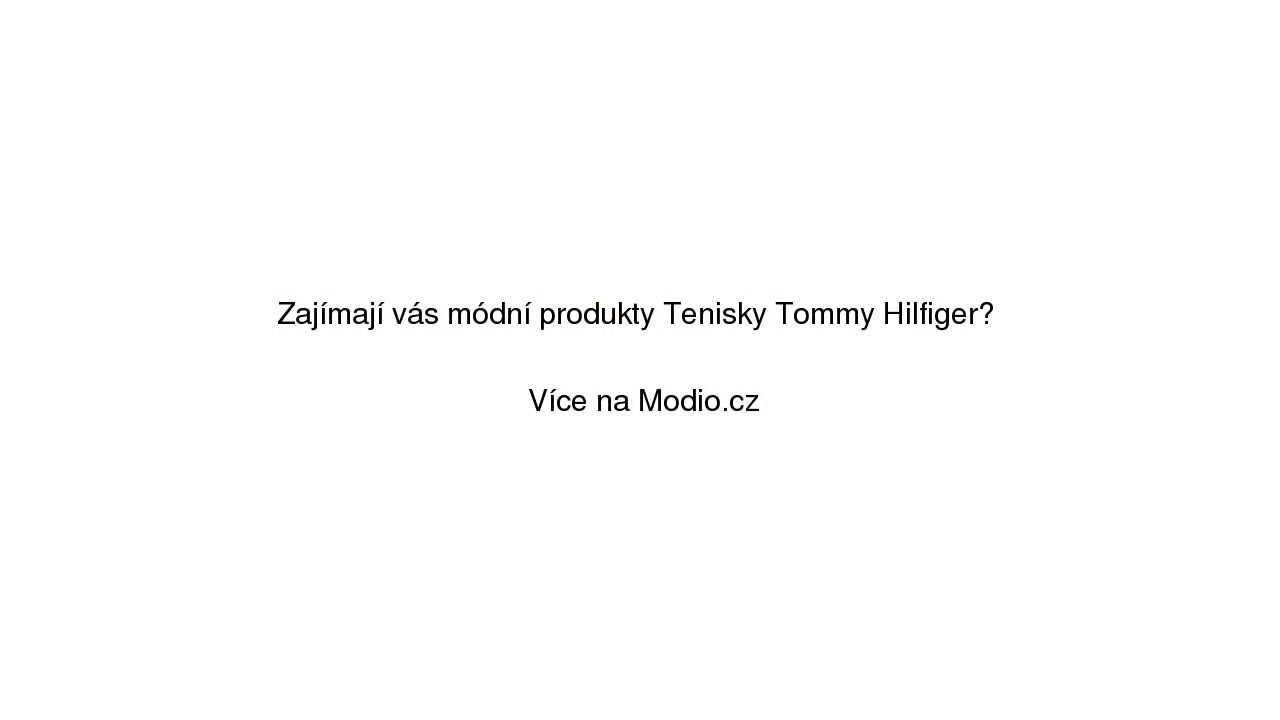 Zajímají vás módní produkty Tenisky Tommy Hilfiger?
Více na Modio.cz